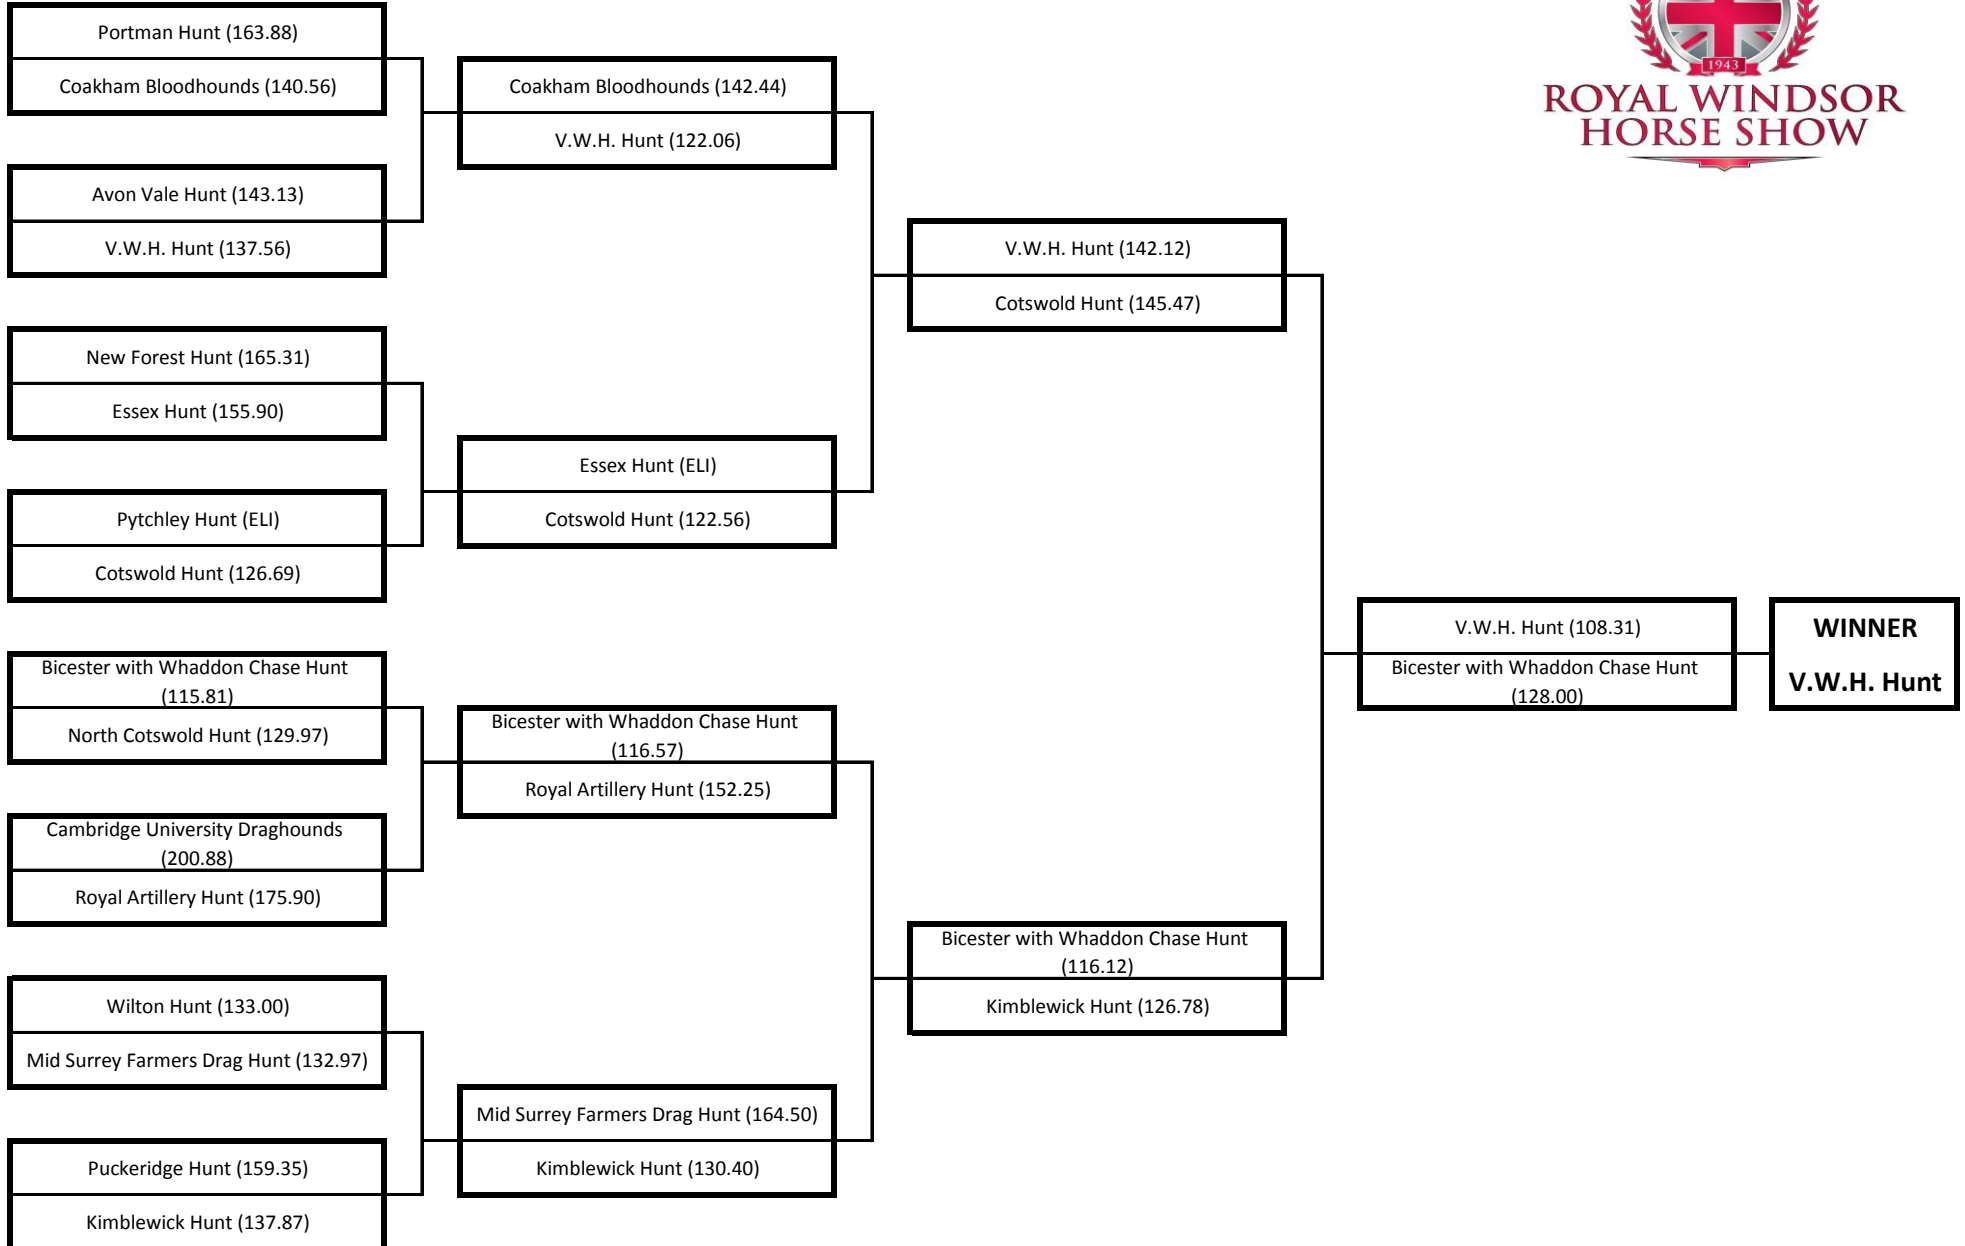 Portman Hunt (163.88)
Coakham Bloodhounds (140.56)
Avon Vale Hunt (143.13)
V.W.H. Hunt (137.56)
New Forest Hunt (165.31)
Essex Hunt (155.90)
Pytchley Hunt (ELI)
Cotswold Hunt (126.69)
Bicester with Whaddon Chase Hunt
(115.81)
North Cotswold Hunt (129.97)
Cambridge University Draghounds
(200.88)
Royal Artillery Hunt (175.90)
Wilton Hunt (133.00)
Mid Surrey Farmers Drag Hunt (132.97)
Puckeridge Hunt (159.35)
Kimblewick Hunt (137.87)
Coakham Bloodhounds (142.44)
V.W.H. Hunt (122.06)
Essex Hunt (ELI)
Cotswold Hunt (122.56)
Bicester with Whaddon Chase Hunt
(116.57)
Royal Artillery Hunt (152.25)
Mid Surrey Farmers Drag Hunt (164.50)
Kimblewick Hunt (130.40)
V.W.H. Hunt (142.12)
Cotswold Hunt (145.47)
Bicester with Whaddon Chase Hunt
(116.12)
Kimblewick Hunt (126.78)
V.W.H. Hunt (108.31)
Bicester with Whaddon Chase Hunt
(128.00)
WINNER
V.W.H. Hunt
1943
ROYAL WINDSOR
HORSE SHOW